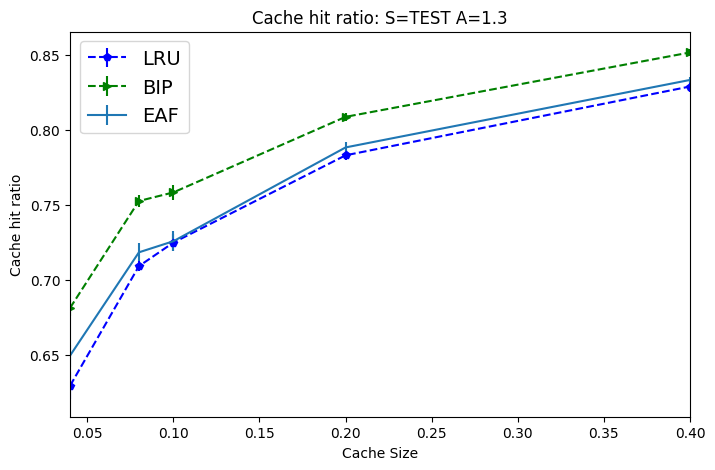 Cache hit ratio: S=TEST A=1.3
LRU
BIP
EAF
Cache hit ratio
0.85
0.80
0.75
0.70
0.65
0.05 0.10 0.15 0.20 0.25 0.30 0.35 0.40
Cache Size